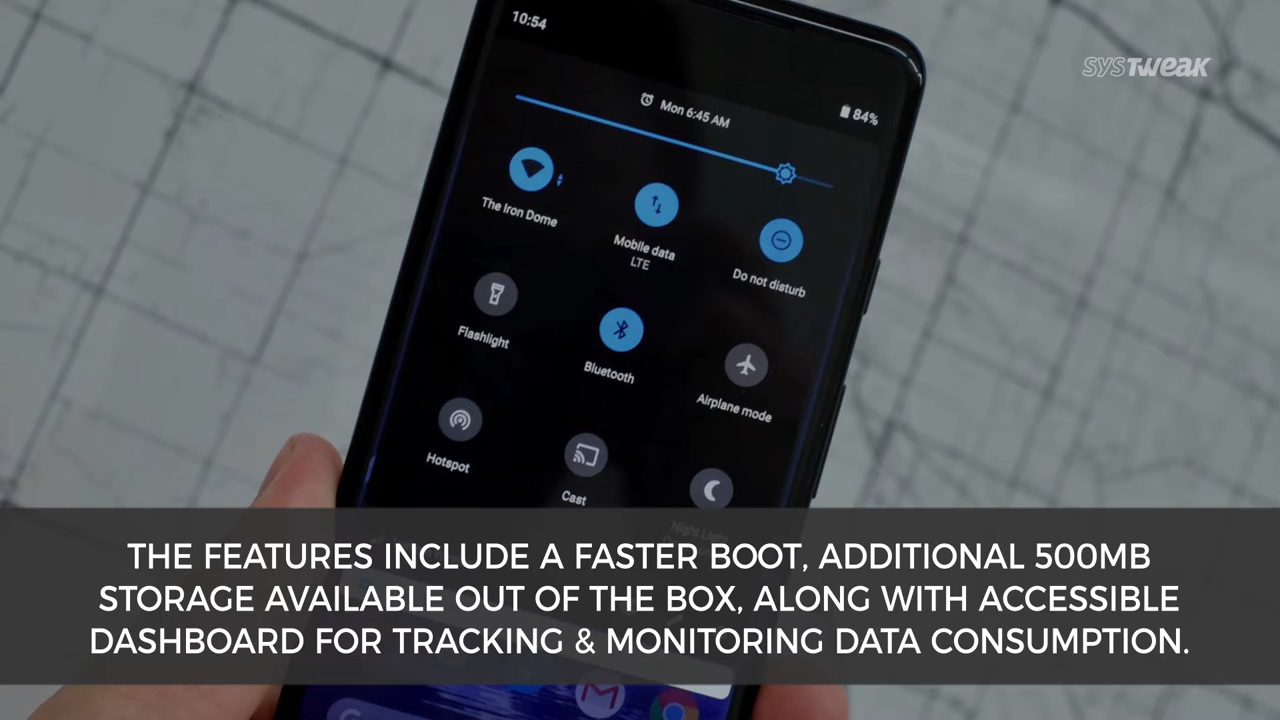 10:54
SYSTWEAK
Mon 6:45 AM
84%
The Iron Dome
Mobile data
LTE
Do not disturb
Flashlight
Bluetooth
Airplane mode
Hotspot
Cast
Night Light
THE FEATURES INCLUDE A FASTER BOOT, ADDITIONAL 500MB
STORAGE AVAILABLE OUT OF THE BOX, ALONG WITH ACCESSIBLE
DASHBOARD FOR TRACKING & MONITORING DATA CONSUMPTION.